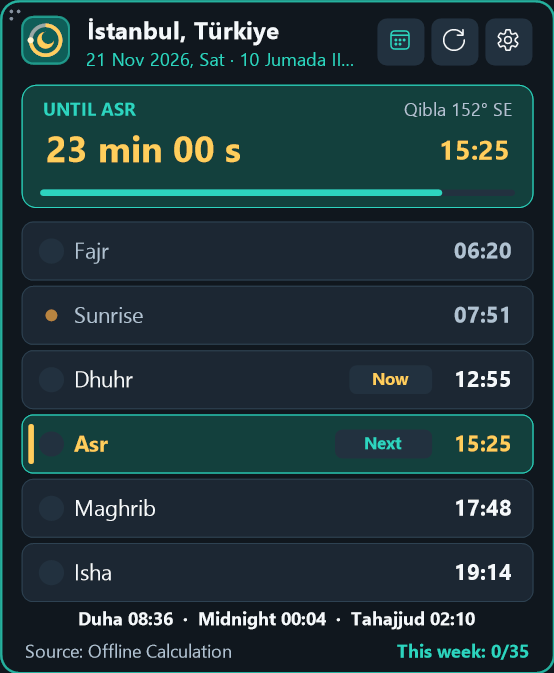 İstanbul, Türkiye
21 Nov 2026, Sat · 10 Jumada II...
UNTIL ASR
Qibla 152° SE
23 min 00 s
15:25
Fajr 06:20
Sunrise 07:51
Dhuhr Now 12:55
Asr Next 15:25
Maghrib 17:48
Isha 19:14
Duha 08:36 · Midnight 00:04 · Tahajjud 02:10
Source: Offline Calculation
This week: 0/35